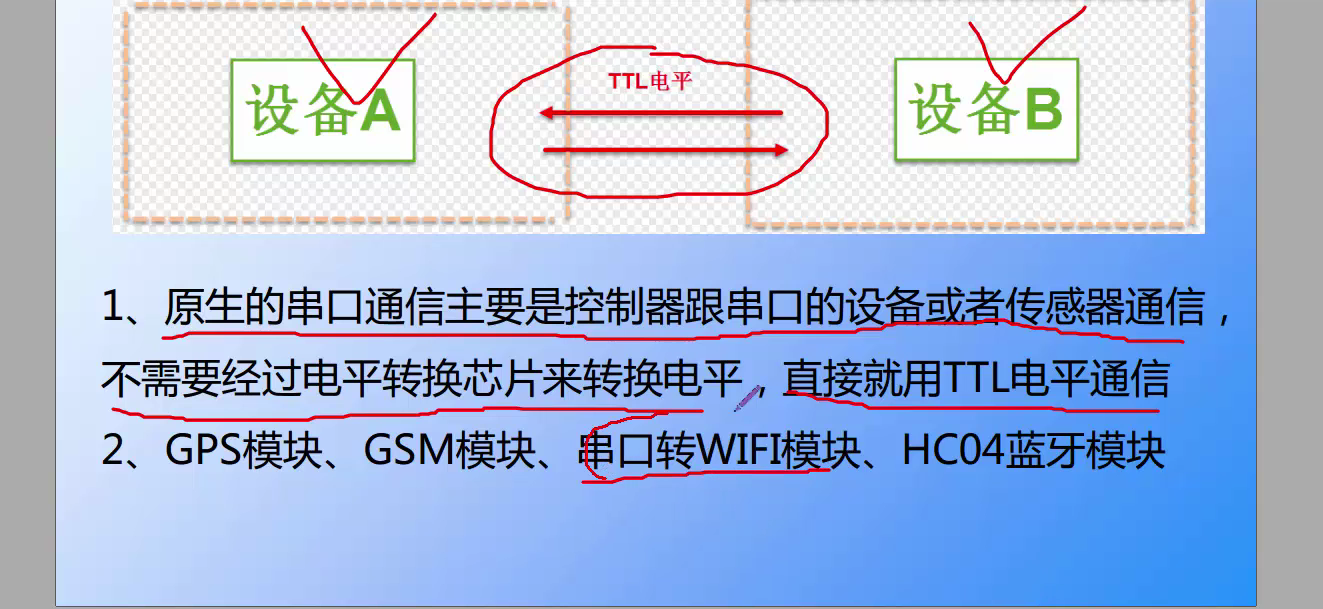 设备A
TTL电平
设备B
1、原生的串口通信主要是控制器跟串口的设备或者传感器通信，
不需要经过电平转换芯片来转换电平，直接就用TTL电平通信
2、GPS模块、GSM模块、串口转WIFI模块、HC04蓝牙模块